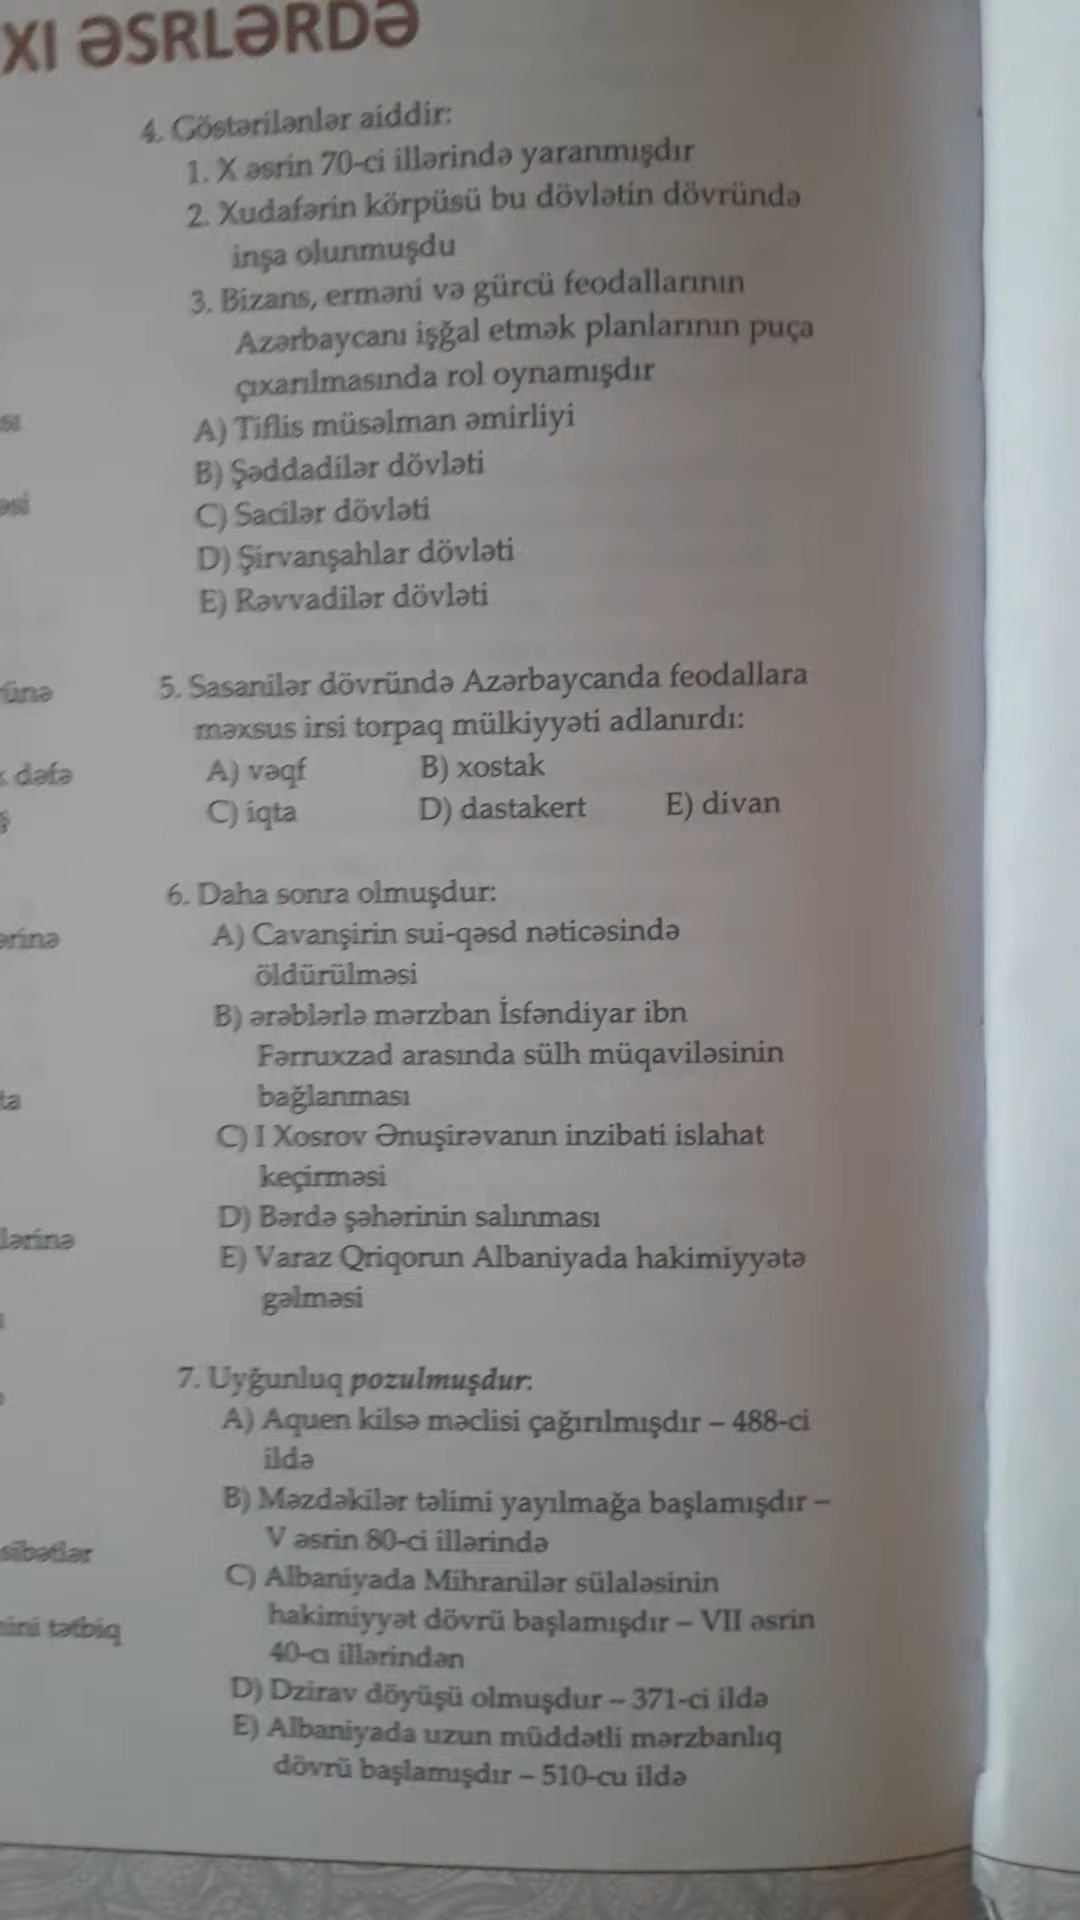 XI ƏSRLƏRDƏ
4. Göstərilənlər aiddir:
1. X əsrin 70-ci illərində yaranmışdır
2. Xudafərin körpüsü bu dövlətin dövründə
inşa olunmuşdu
3. Bizans, erməni və gürcü feodallarının
Azərbaycanı işğal etmək planlarının puça
çıxarılmasında rol oynamışdır
A) Tiflis müsəlman əmirliyi
B) Şəddadilər dövləti
C) Sacilər dövləti
D) Şirvanşahlar dövləti
E) Rəvvadilər dövləti
5. Sasanilər dövründə Azərbaycanda feodallara
məxsus irsi torpaq mülkiyyəti adlanırdı:
A) vəqf B) xostak
C) iqta D) dastakert E) divan
6. Daha sonra olmuşdur:
A) Cavanşirin sui-qəsd nəticəsində
öldürülməsi
B) ərəblərlə mərzban İsfəndiyar ibn
Fərruxzad arasında sülh müqaviləsinin
bağlanması
C) I Xosrov Ənuşirəvanın inzibati islahat
keçirməsi
D) Bərdə şəhərinin salınması
E) Varaz Qriqorun Albaniyada hakimiyyətə
gəlməsi
7. Uyğunluq pozulmuşdur:
A) Aquen kilsə məclisi çağırılmışdır – 488-ci
ildə
B) Məzdəkilər təlimi yayılmağa başlamışdır –
V əsrin 80-ci illərində
C) Albaniyada Mihranilər sülaləsinin
hakimiyyət dövrü başlamışdır – VII əsrin
40-cı illərindən
D) Dzirav döyüşü olmuşdur – 371-ci ildə
E) Albaniyada uzun müddətli mərzbanlıq
dövrü başlamışdır – 510-cu ildə
ünə
dəfə
ərinə
lərinə
tətbiq